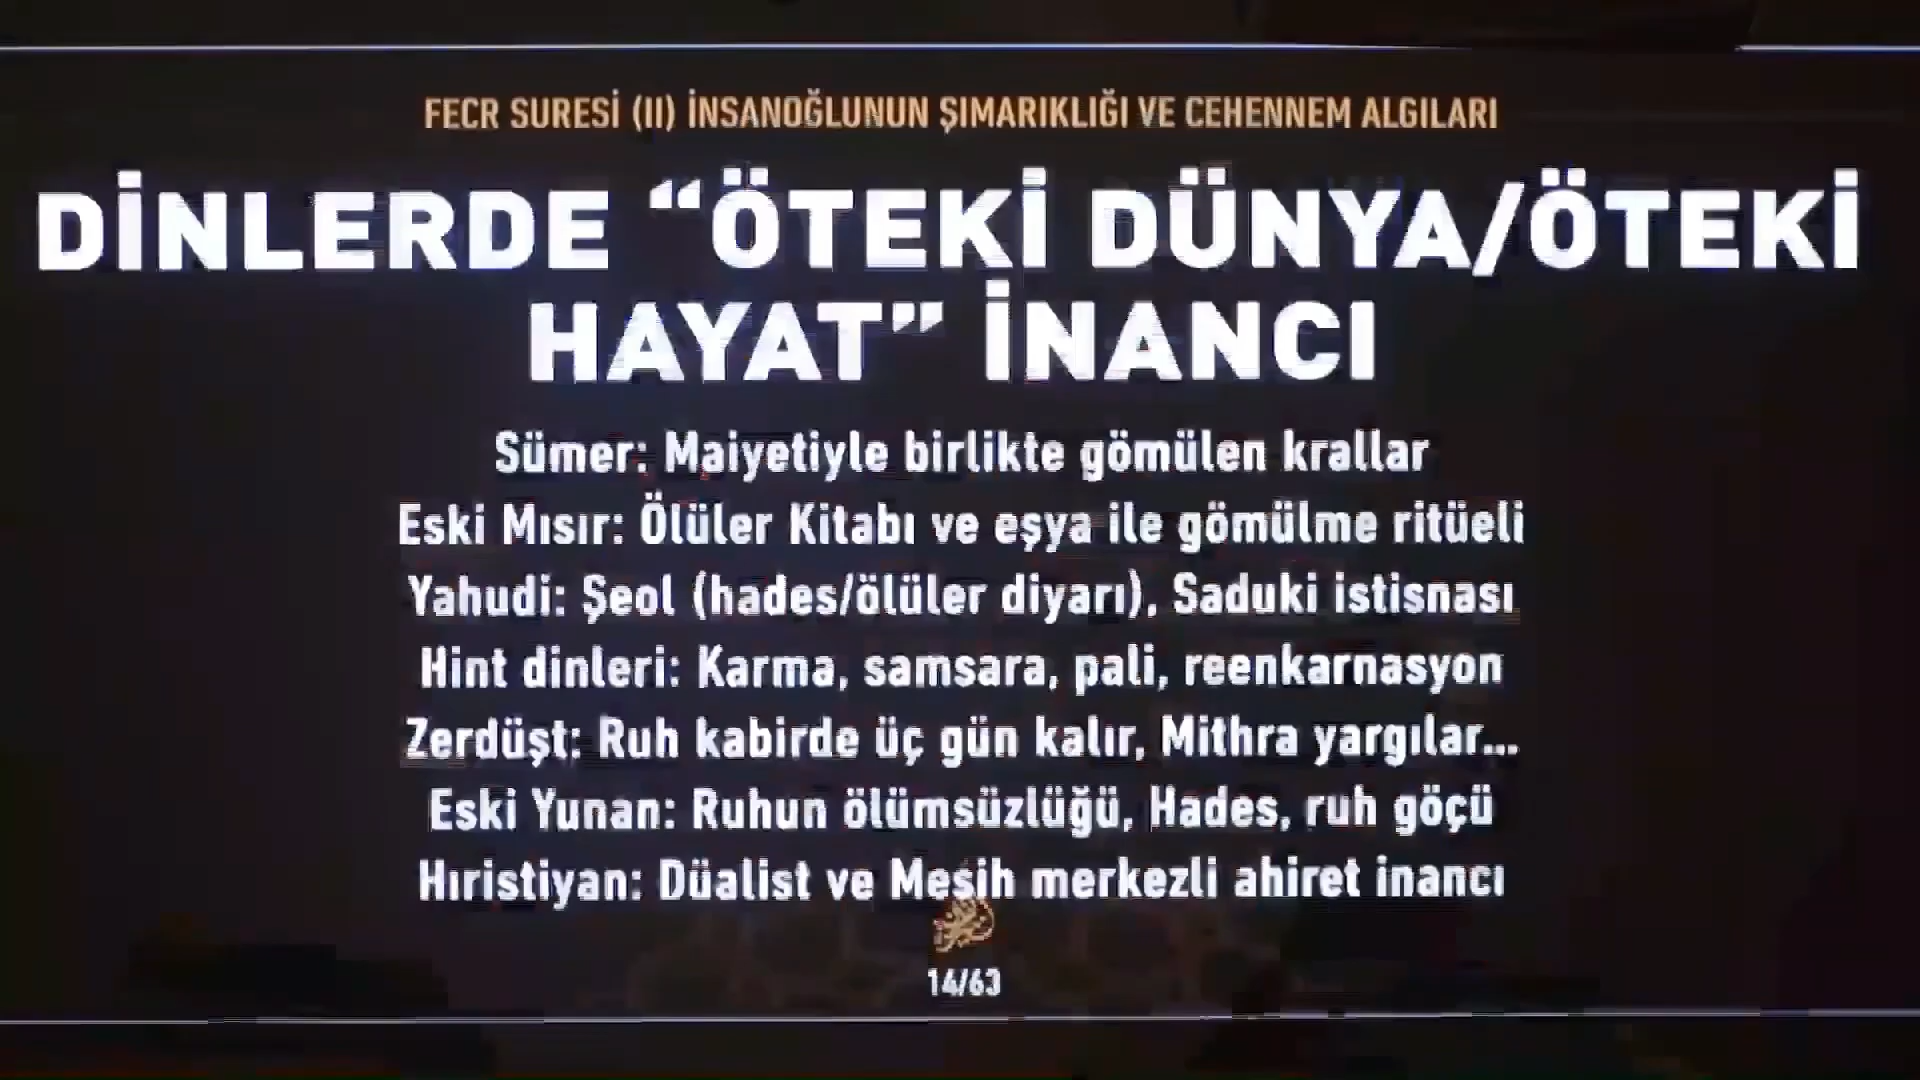 FECR SURESİ (II) İNSANOĞLUNUN ŞIMARIKLIĞI VE CEHENNEM ALGILARI
DİNLERDE “ÖTEKİ DÜNYA/ÖTEKİ
HAYAT” İNANCI
Sümer: Maiyetiyle birlikte gömülen krallar
Eski Mısır: Ölüler Kitabı ve eşya ile gömülme ritüeli
Yahudi: Şeol (hades/ölüler diyarı), Saduki istisnası
Hint dinleri: Karma, samsara, pali, reenkarnasyon
Zerdüşt: Ruh kabirde üç gün kalır, Mithra yargılar...
Eski Yunan: Ruhun ölümsüzlüğü, Hades, ruh göçü
Hıristiyan: Düalist ve Mesih merkezli ahiret inancı
14/63